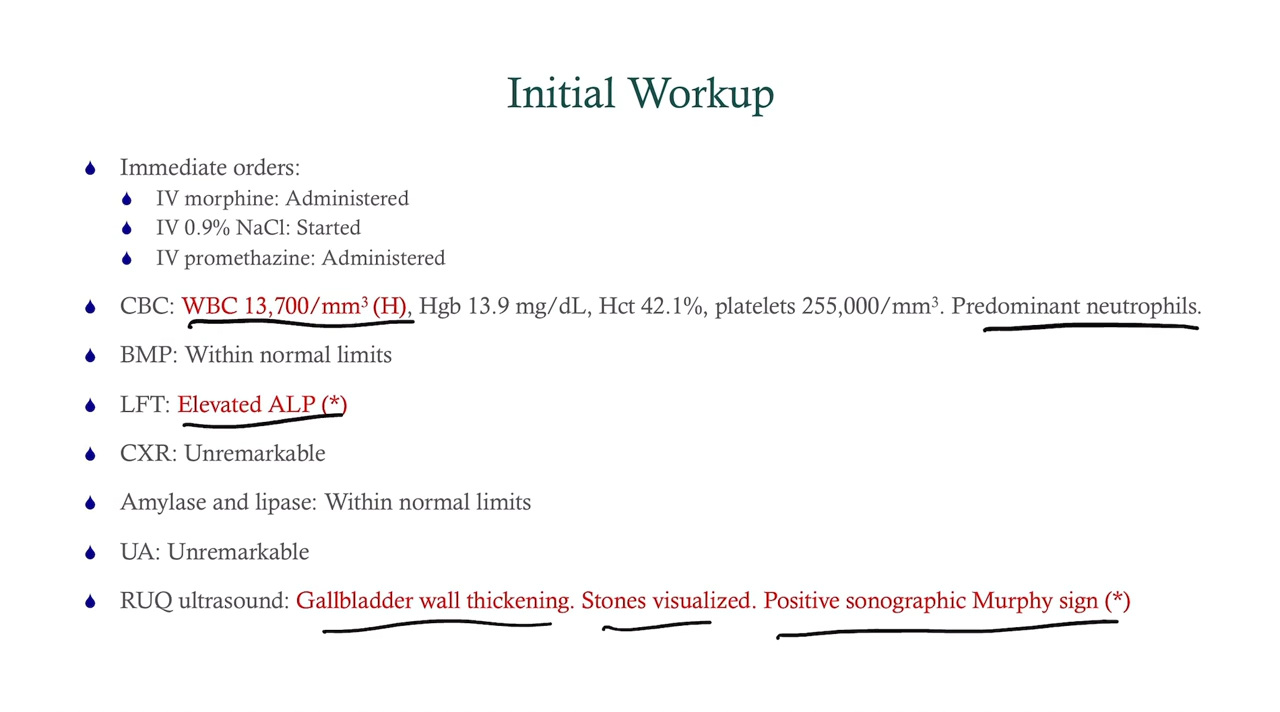 Initial Workup
Immediate orders:
IV morphine: Administered
IV 0.9% NaCl: Started
IV promethazine: Administered
CBC: WBC 13,700/mm³ (H), Hgb 13.9 mg/dL, Hct 42.1%, platelets 255,000/mm³. Predominant neutrophils.
BMP: Within normal limits
LFT: Elevated ALP (*)
CXR: Unremarkable
Amylase and lipase: Within normal limits
UA: Unremarkable
RUQ ultrasound: Gallbladder wall thickening. Stones visualized. Positive sonographic Murphy sign (*)